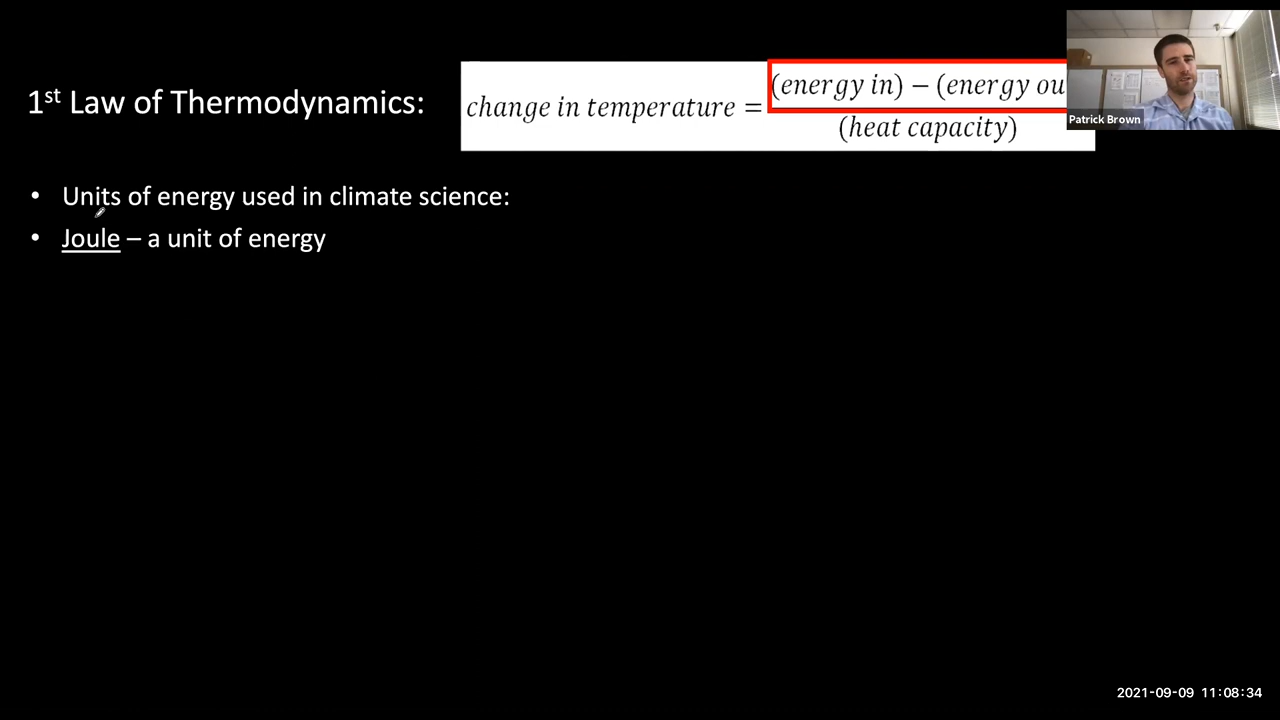 1st Law of Thermodynamics:
change in temperature = (energy in) − (energy ou
(heat capacity)
Patrick Brown
• Units of energy used in climate science:
• Joule – a unit of energy
2021-09-09 11:08:34